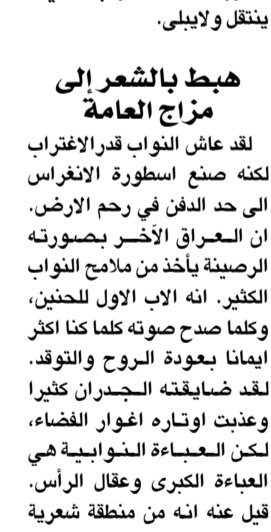 ينتقل ولايبلى.
هبط بالشعر إلى
مزاج العامة
لقد عاش النواب قدر الاغتراب
لكنه صنع اسطورة الانغراس
الى حد الدفن في رحم الارض.
ان العراق الآخر بصورته
الرصينة يأخذ من ملامح النواب
الكثير. انه الاب الاول للحنين،
وكلما صدح صوته كلما كنا اكثر
ايمانا بعودة الروح والتوقد.
لقد ضايقته الجدران كثيرا
وعذبت اوتاره اغوار الفضاء،
لكن العباءة النوابية هي
العباءة الكبرى وعقال الرأس.
قيل عنه انه من منطقة شعرية